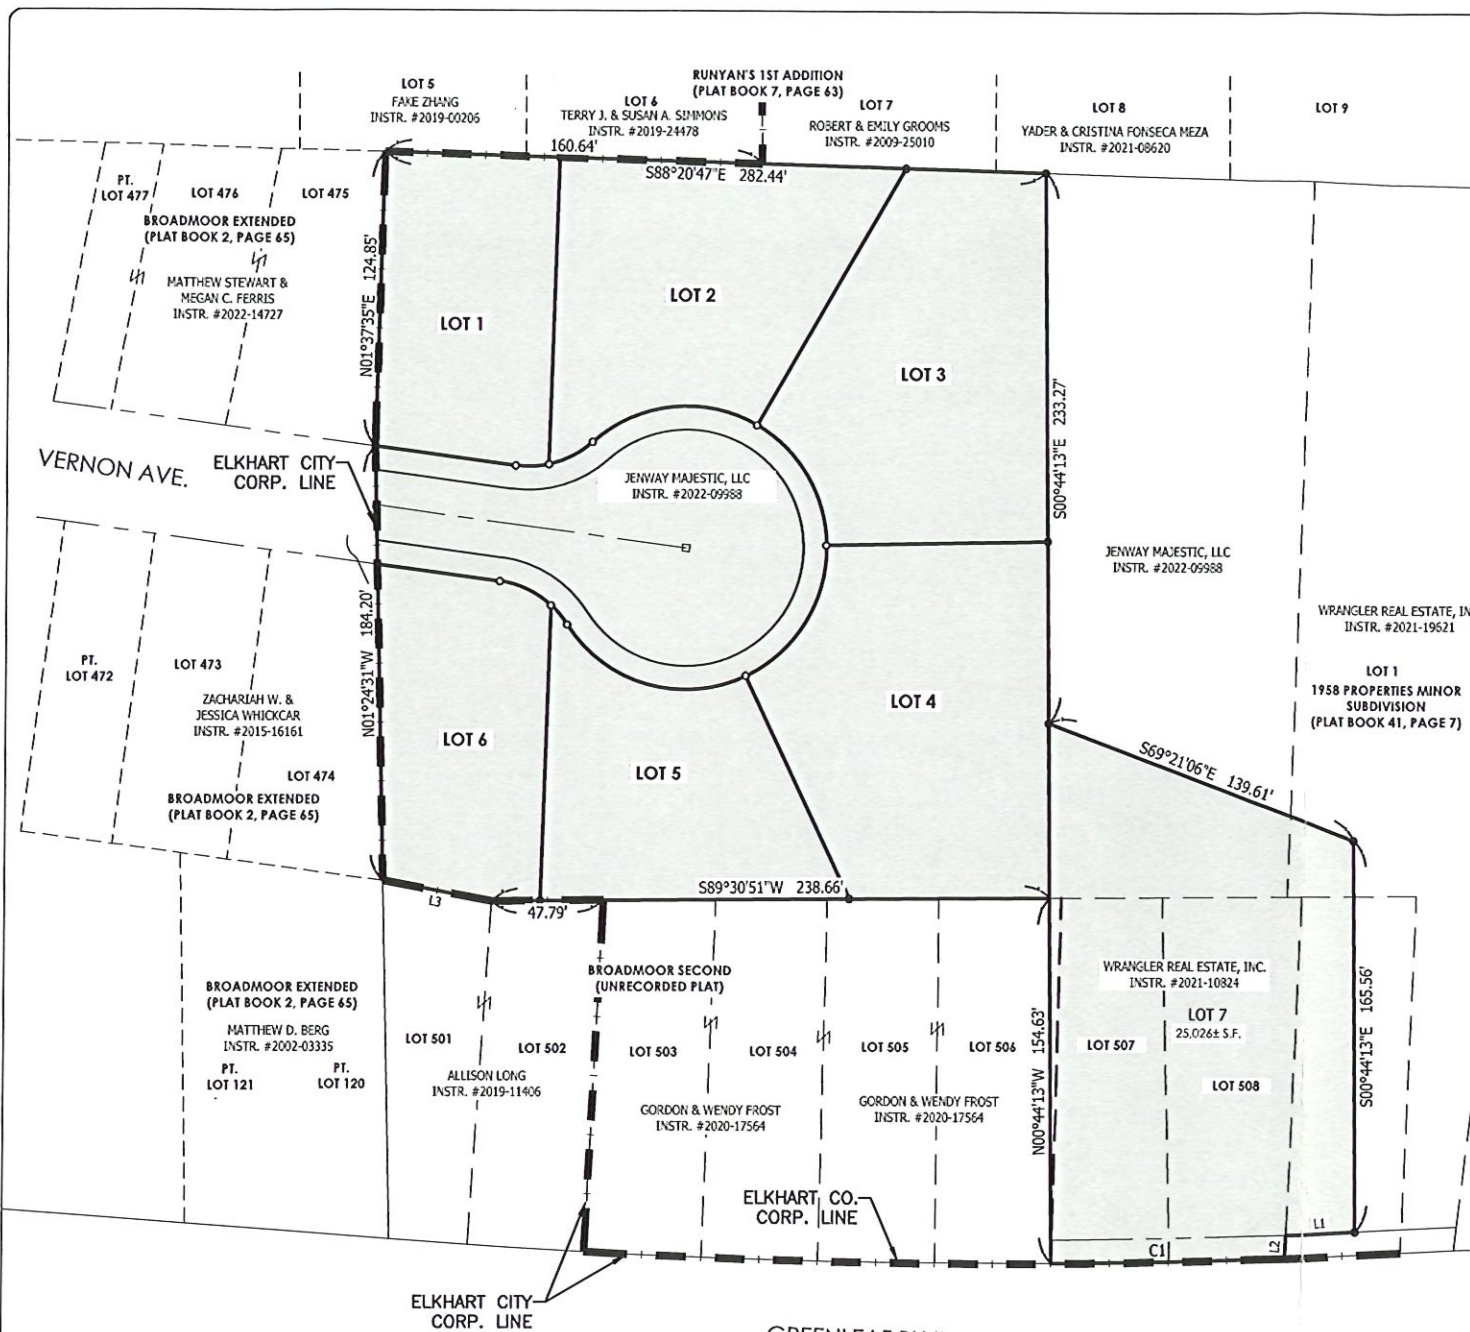 RUNYAN'S 1ST ADDITION
(PLAT BOOK 7, PAGE 63)
LOT 5
FAKE ZHANG
INSTR. #2019-00206
LOT 6
TERRY J. & SUSAN A. SIMMONS
INSTR. #2019-24478
LOT 7
ROBERT & EMILY GROOMS
INSTR. #2009-25010
LOT 8
YADER & CRISTINA FONSECA MEZA
INSTR. #2021-08620
LOT 9
160.64'
S88°20'47"E 282.44'
PT.
LOT 477
LOT 476
LOT 475
BROADMOOR EXTENDED
(PLAT BOOK 2, PAGE 65)
MATTHEW STEWART &
MEGAN C. FERRIS
INSTR. #2022-14727
N01°37'35"E 124.85'
LOT 1
LOT 2
LOT 3
S00°44'13"E 233.27'
VERNON AVE.
ELKHART CITY
CORP. LINE
JENWAY MAJESTIC, LLC
INSTR. #2022-09988
JENWAY MAJESTIC, LLC
INSTR. #2022-09988
WRANGLER REAL ESTATE, IN
INSTR. #2021-19621
LOT 1
1958 PROPERTIES MINOR
SUBDIVISION
(PLAT BOOK 41, PAGE 7)
PT.
LOT 472
LOT 473
ZACHARIAH W. &
JESSICA WHICKCAR
INSTR. #2015-16161
LOT 474
BROADMOOR EXTENDED
(PLAT BOOK 2, PAGE 65)
N01°24'31"W 184.20'
LOT 6
LOT 5
LOT 4
S69°21'06"E 139.61'
S89°30'51"W 238.66'
L3
47.79'
BROADMOOR EXTENDED
(PLAT BOOK 2, PAGE 65)
MATTHEW D. BERG
INSTR. #2002-03335
PT.
LOT 121
PT.
LOT 120
LOT 501
LOT 502
ALLISON LONG
INSTR. #2019-11406
BROADMOOR SECOND
(UNRECORDED PLAT)
LOT 503
LOT 504
LOT 505
LOT 506
GORDON & WENDY FROST
INSTR. #2020-17564
GORDON & WENDY FROST
INSTR. #2020-17564
N00°44'13"W 154.63'
WRANGLER REAL ESTATE, INC.
INSTR. #2021-10824
LOT 7
25,026± S.F.
LOT 507
LOT 508
S00°44'13"E 165.56'
L1
L2
C1
ELKHART CO.
CORP. LINE
ELKHART CITY
CORP. LINE